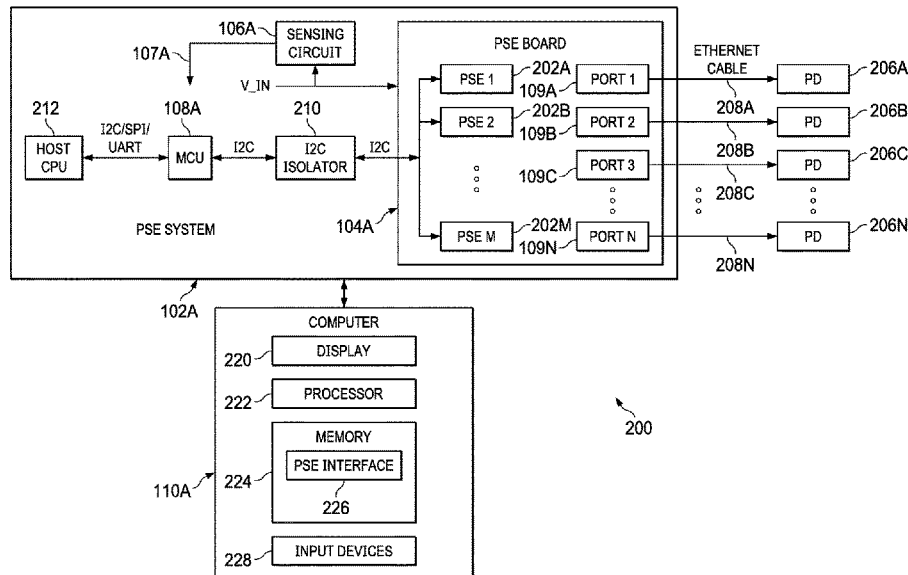 106A
SENSING
CIRCUIT
107A
V_IN
212
108A
210
HOST
CPU
I2C/SPI/
UART
MCU
I2C
I2C
ISOLATOR
I2C
PSE SYSTEM
102A
PSE BOARD
104A
PSE 1
202A
PSE 2
202B
PSE M
202M
PORT 1
109A
PORT 2
109B
PORT 3
109C
PORT N
109N
ETHERNET
CABLE
208A
208B
208C
208N
PD
206A
PD
206B
PD
206C
PD
206N
COMPUTER
220
DISPLAY
222
PROCESSOR
MEMORY
224
PSE INTERFACE
226
110A
228
INPUT DEVICES
200